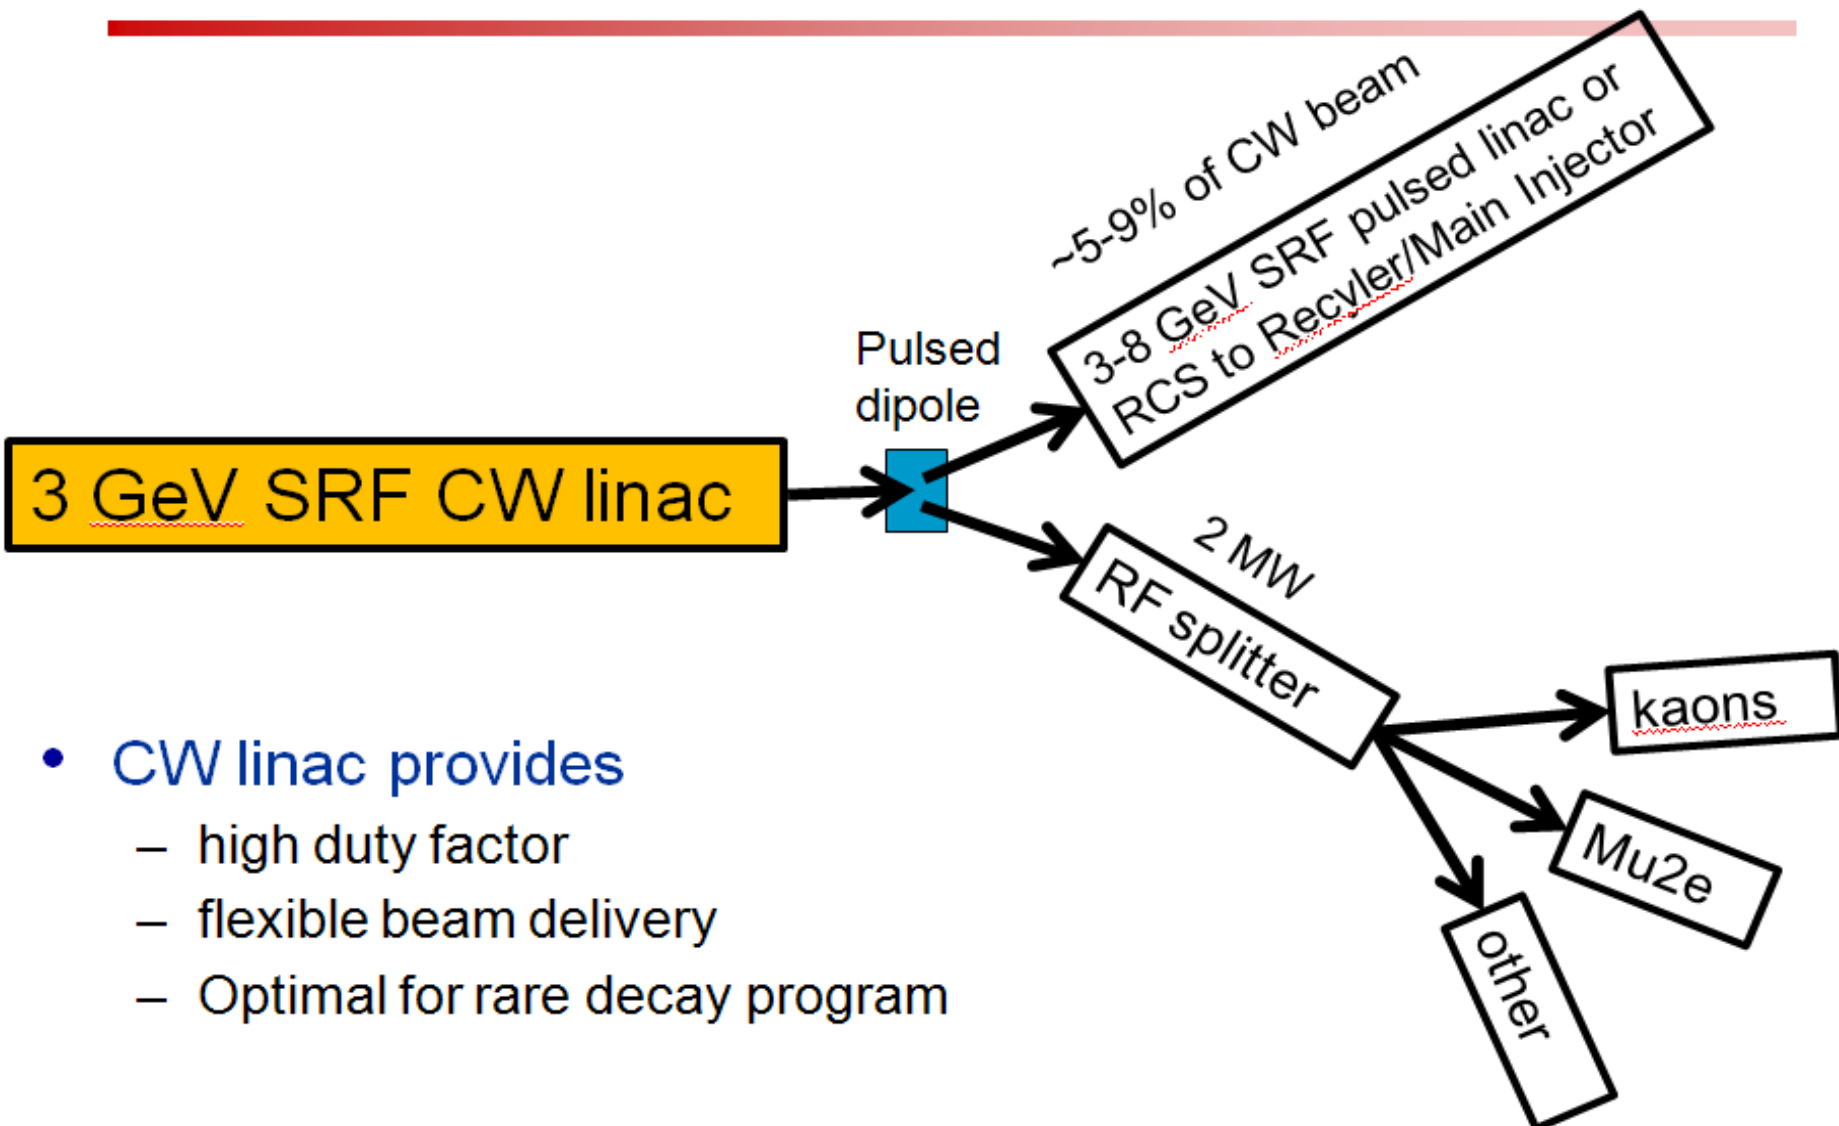 ~5-9% of CW beam
3-8 GeV SRF pulsed linac or
RCS to Recyler/Main Injector
Pulsed
dipole
3 GeV SRF CW linac
2 MW
RF splitter
kaons
Mu2e
other
• CW linac provides
– high duty factor
– flexible beam delivery
– Optimal for rare decay program